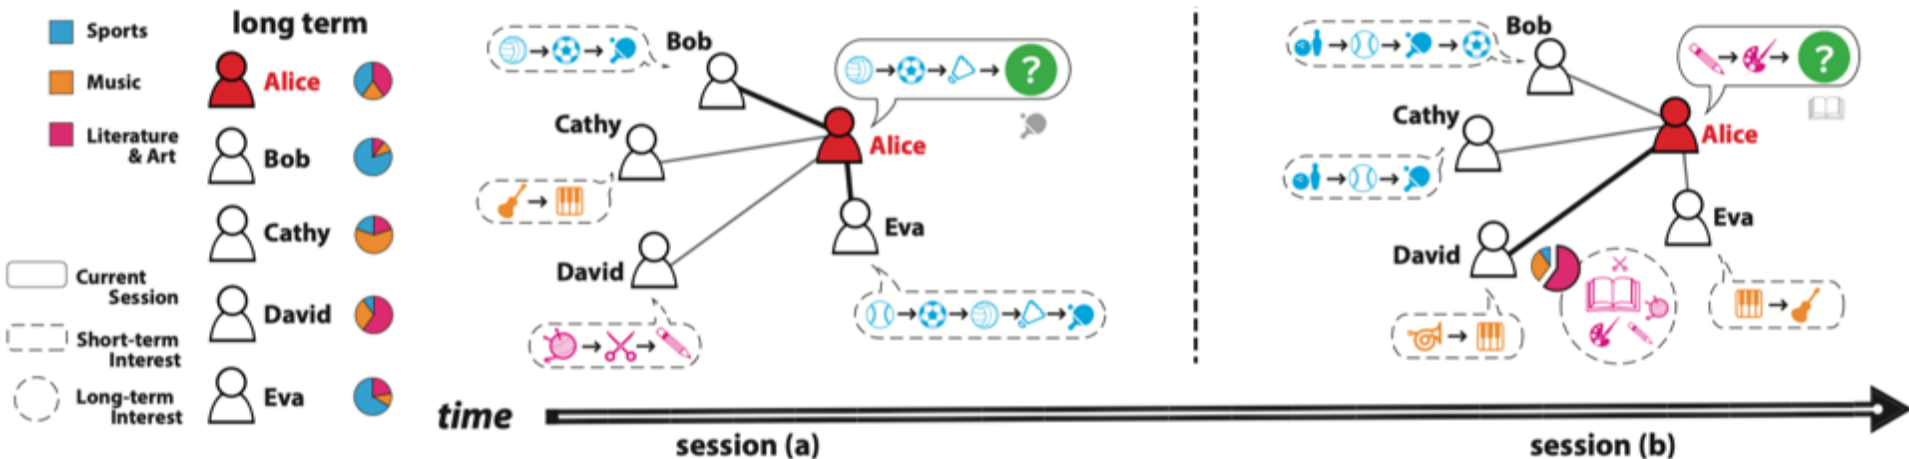 Sports
Music
Literature
& Art
Current
Session
Short-term
Interest
Long-term
Interest
long term
Alice
Bob
Cathy
David
Eva
Bob
Cathy
David
Eva
Alice
?
Bob
Cathy
David
Eva
Alice
?
time
session (a)
session (b)